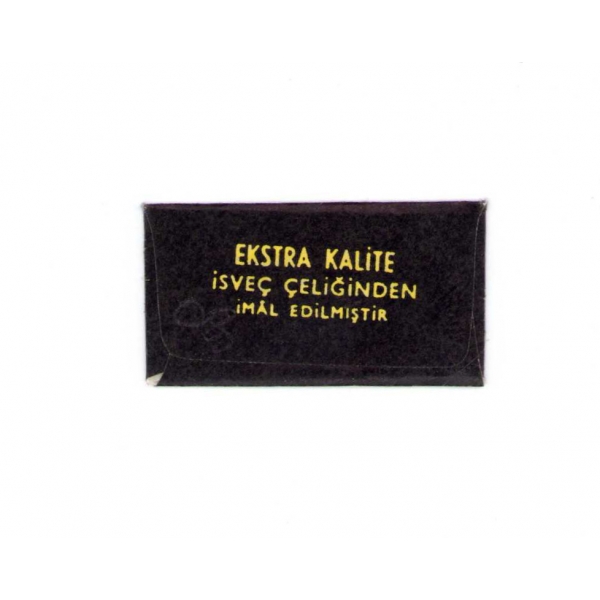 EKSTRA KALİTE
İSVEÇ ÇELİĞİNDEN
İMÂL EDİLMİŞTİR